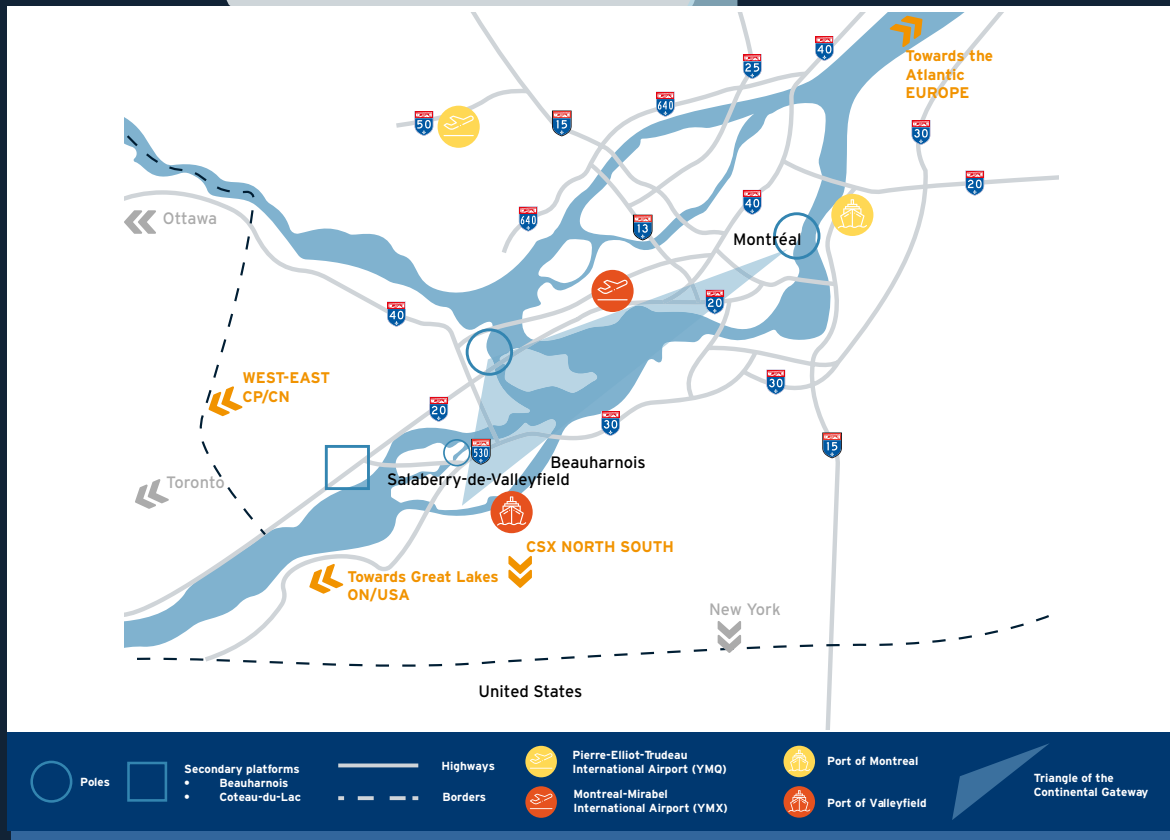 40
25
Towards the
Atlantic
EUROPE
640
50
15
30
20
40
Ottawa
640
13
Montréal
20
40
WEST-EAST
CP/CN
30
20
30
15
530
Beauharnois
Salaberry-de-Valleyfield
Toronto
CSX NORTH SOUTH
Towards Great Lakes
ON/USA
New York
United States
Poles
Secondary platforms
• Beauharnois
• Coteau-du-Lac
Highways
Borders
Pierre-Elliot-Trudeau
International Airport (YMQ)
Montreal-Mirabel
International Airport (YMX)
Port of Montreal
Port of Valleyfield
Triangle of the
Continental Gateway